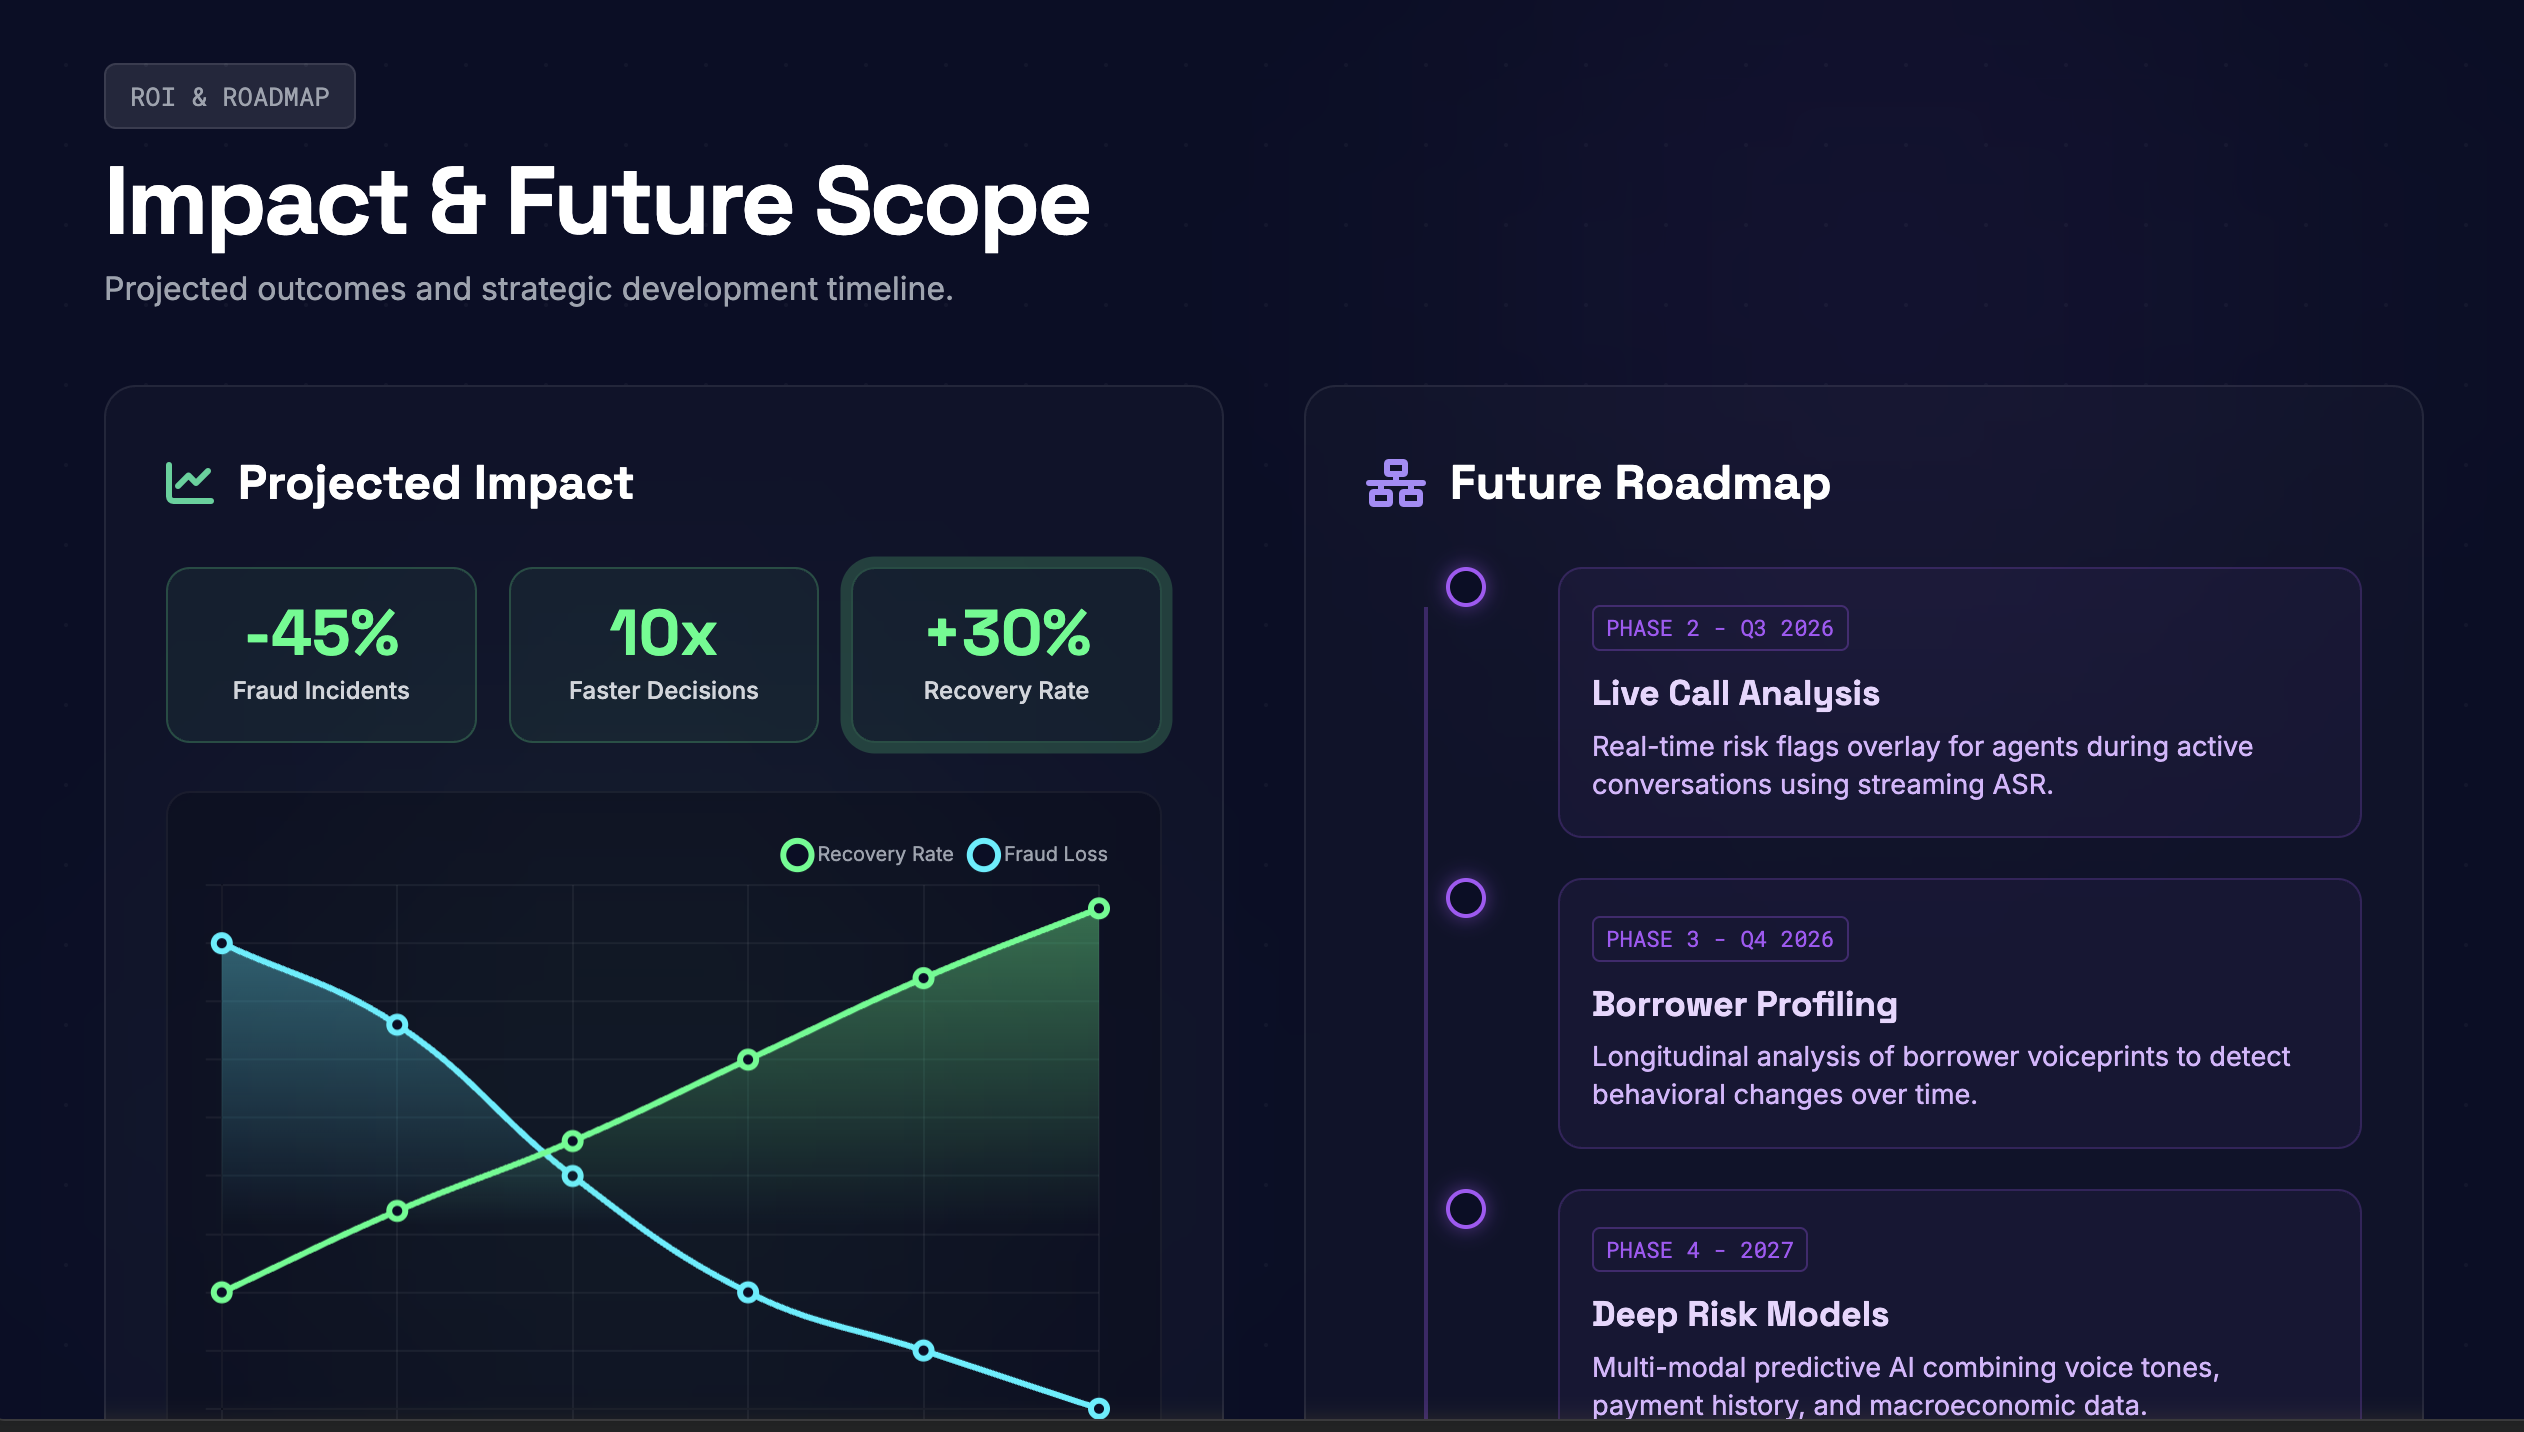 ROI & ROADMAP
Impact & Future Scope
Projected outcomes and strategic development timeline.
Projected Impact
-45%
Fraud Incidents
10x
Faster Decisions
+30%
Recovery Rate
Recovery Rate
Fraud Loss
Future Roadmap
PHASE 2 - Q3 2026
Live Call Analysis
Real-time risk flags overlay for agents during active
conversations using streaming ASR.
PHASE 3 - Q4 2026
Borrower Profiling
Longitudinal analysis of borrower voiceprints to detect
behavioral changes over time.
PHASE 4 - 2027
Deep Risk Models
Multi-modal predictive AI combining voice tones,
payment history, and macroeconomic data.